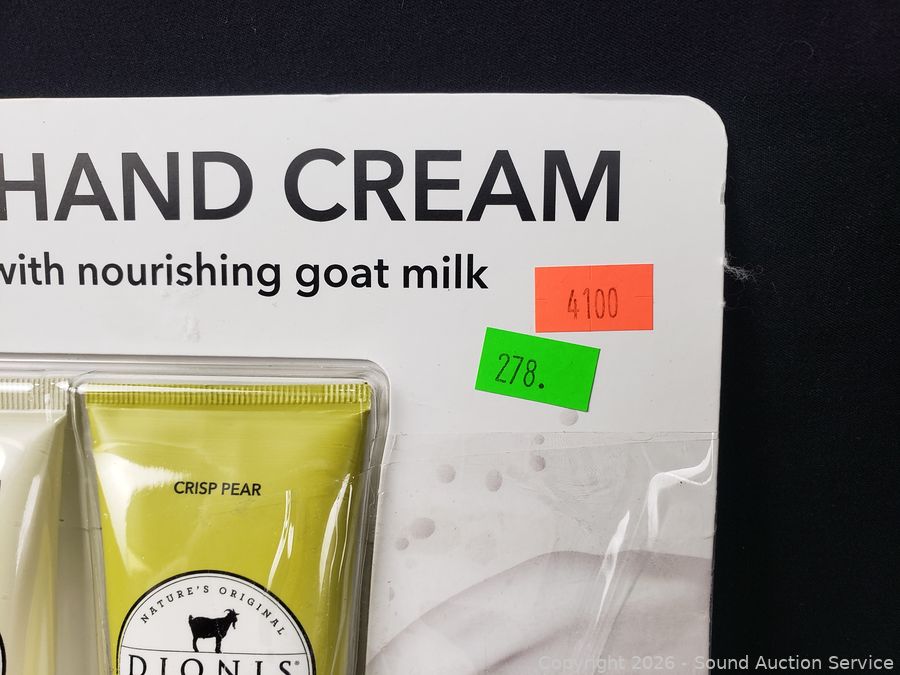 HAND CREAM
with nourishing goat milk
4100
278.
CRISP PEAR
NATURE'S ORIGINAL
DIONIS®
Copyright 2026 - Sound Auction Service